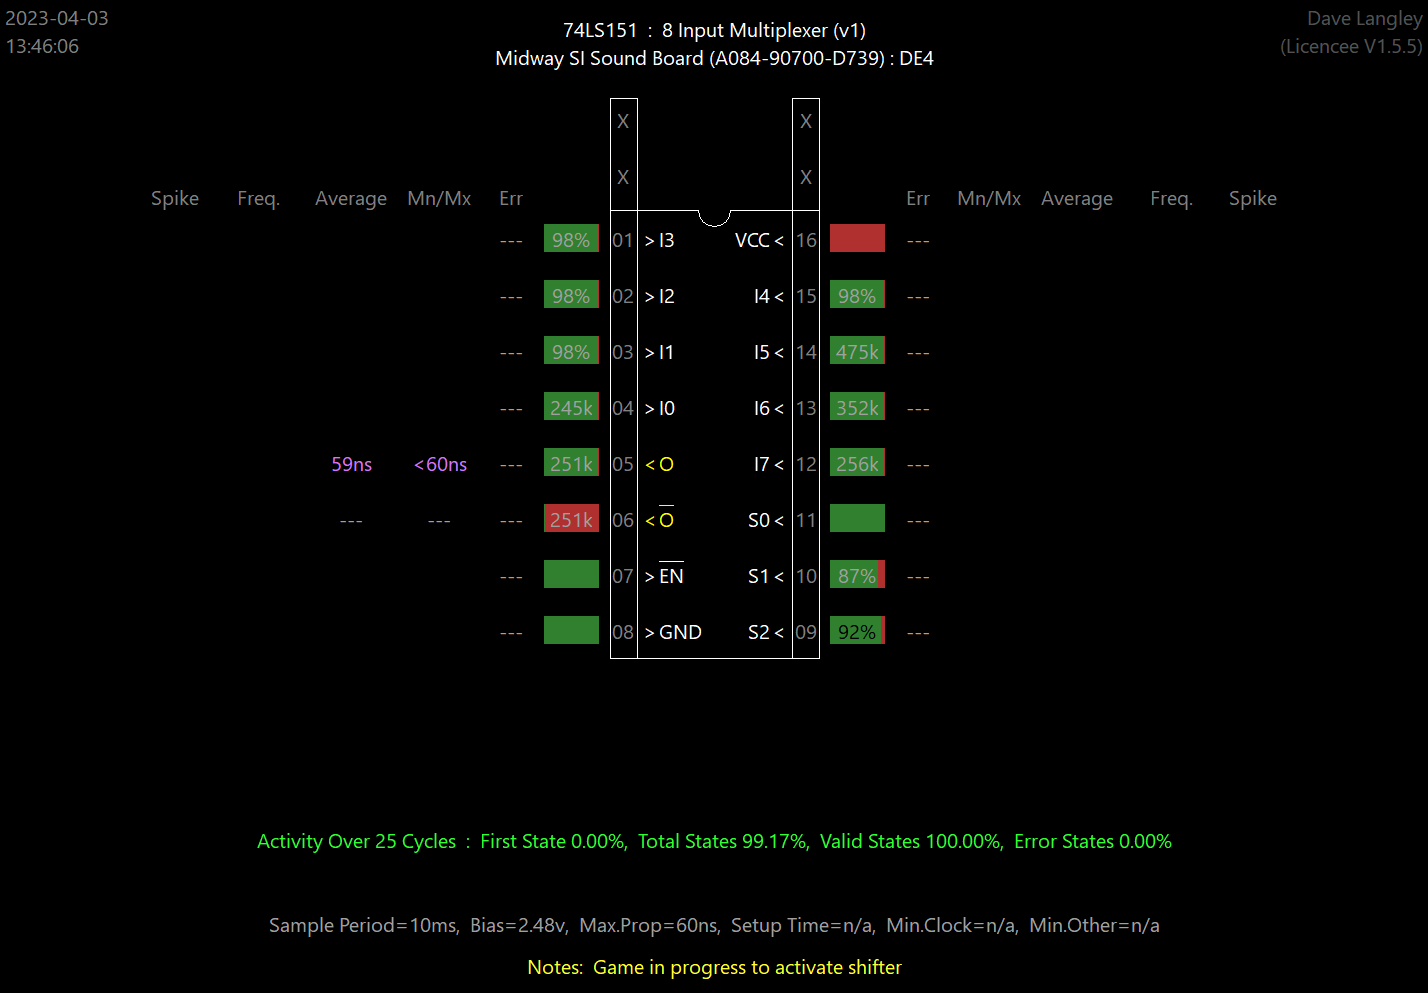 2023-04-03
13:46:06
74LS151 : 8 Input Multiplexer (v1)
Midway SI Sound Board (A084-90700-D739) : DE4
Dave Langley
(Licencee V1.5.5)
X X
X X
Spike Freq. Average Mn/Mx Err Err Mn/Mx Average Freq. Spike
--- 98% 01 > I3 VCC < 16 ---
--- 98% 02 > I2 I4 < 15 98% ---
--- 98% 03 > I1 I5 < 14 475k ---
--- 245k 04 > I0 I6 < 13 352k ---
59ns <60ns --- 251k 05 < O I7 < 12 256k ---
--- --- --- 251k 06 < O S0 < 11 ---
--- 07 > EN S1 < 10 87% ---
--- 08 > GND S2 < 09 92% ---
Activity Over 25 Cycles : First State 0.00%, Total States 99.17%, Valid States 100.00%, Error States 0.00%
Sample Period=10ms, Bias=2.48v, Max.Prop=60ns, Setup Time=n/a, Min.Clock=n/a, Min.Other=n/a
Notes: Game in progress to activate shifter